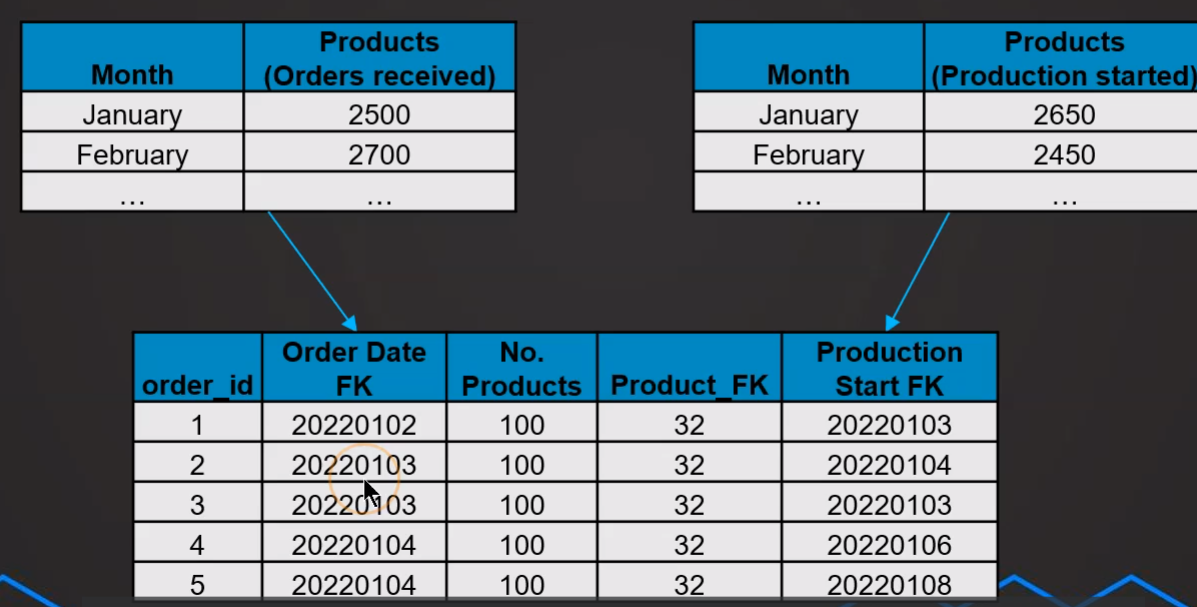 Month Products (Orders received)
January 2500
February 2700
... ...
Month Products (Production started)
January 2650
February 2450
... ...
order_id Order Date FK No. Products Product_FK Production Start FK
1 20220102 100 32 20220103
2 20220103 100 32 20220104
3 20220103 100 32 20220103
4 20220104 100 32 20220106
5 20220104 100 32 20220108